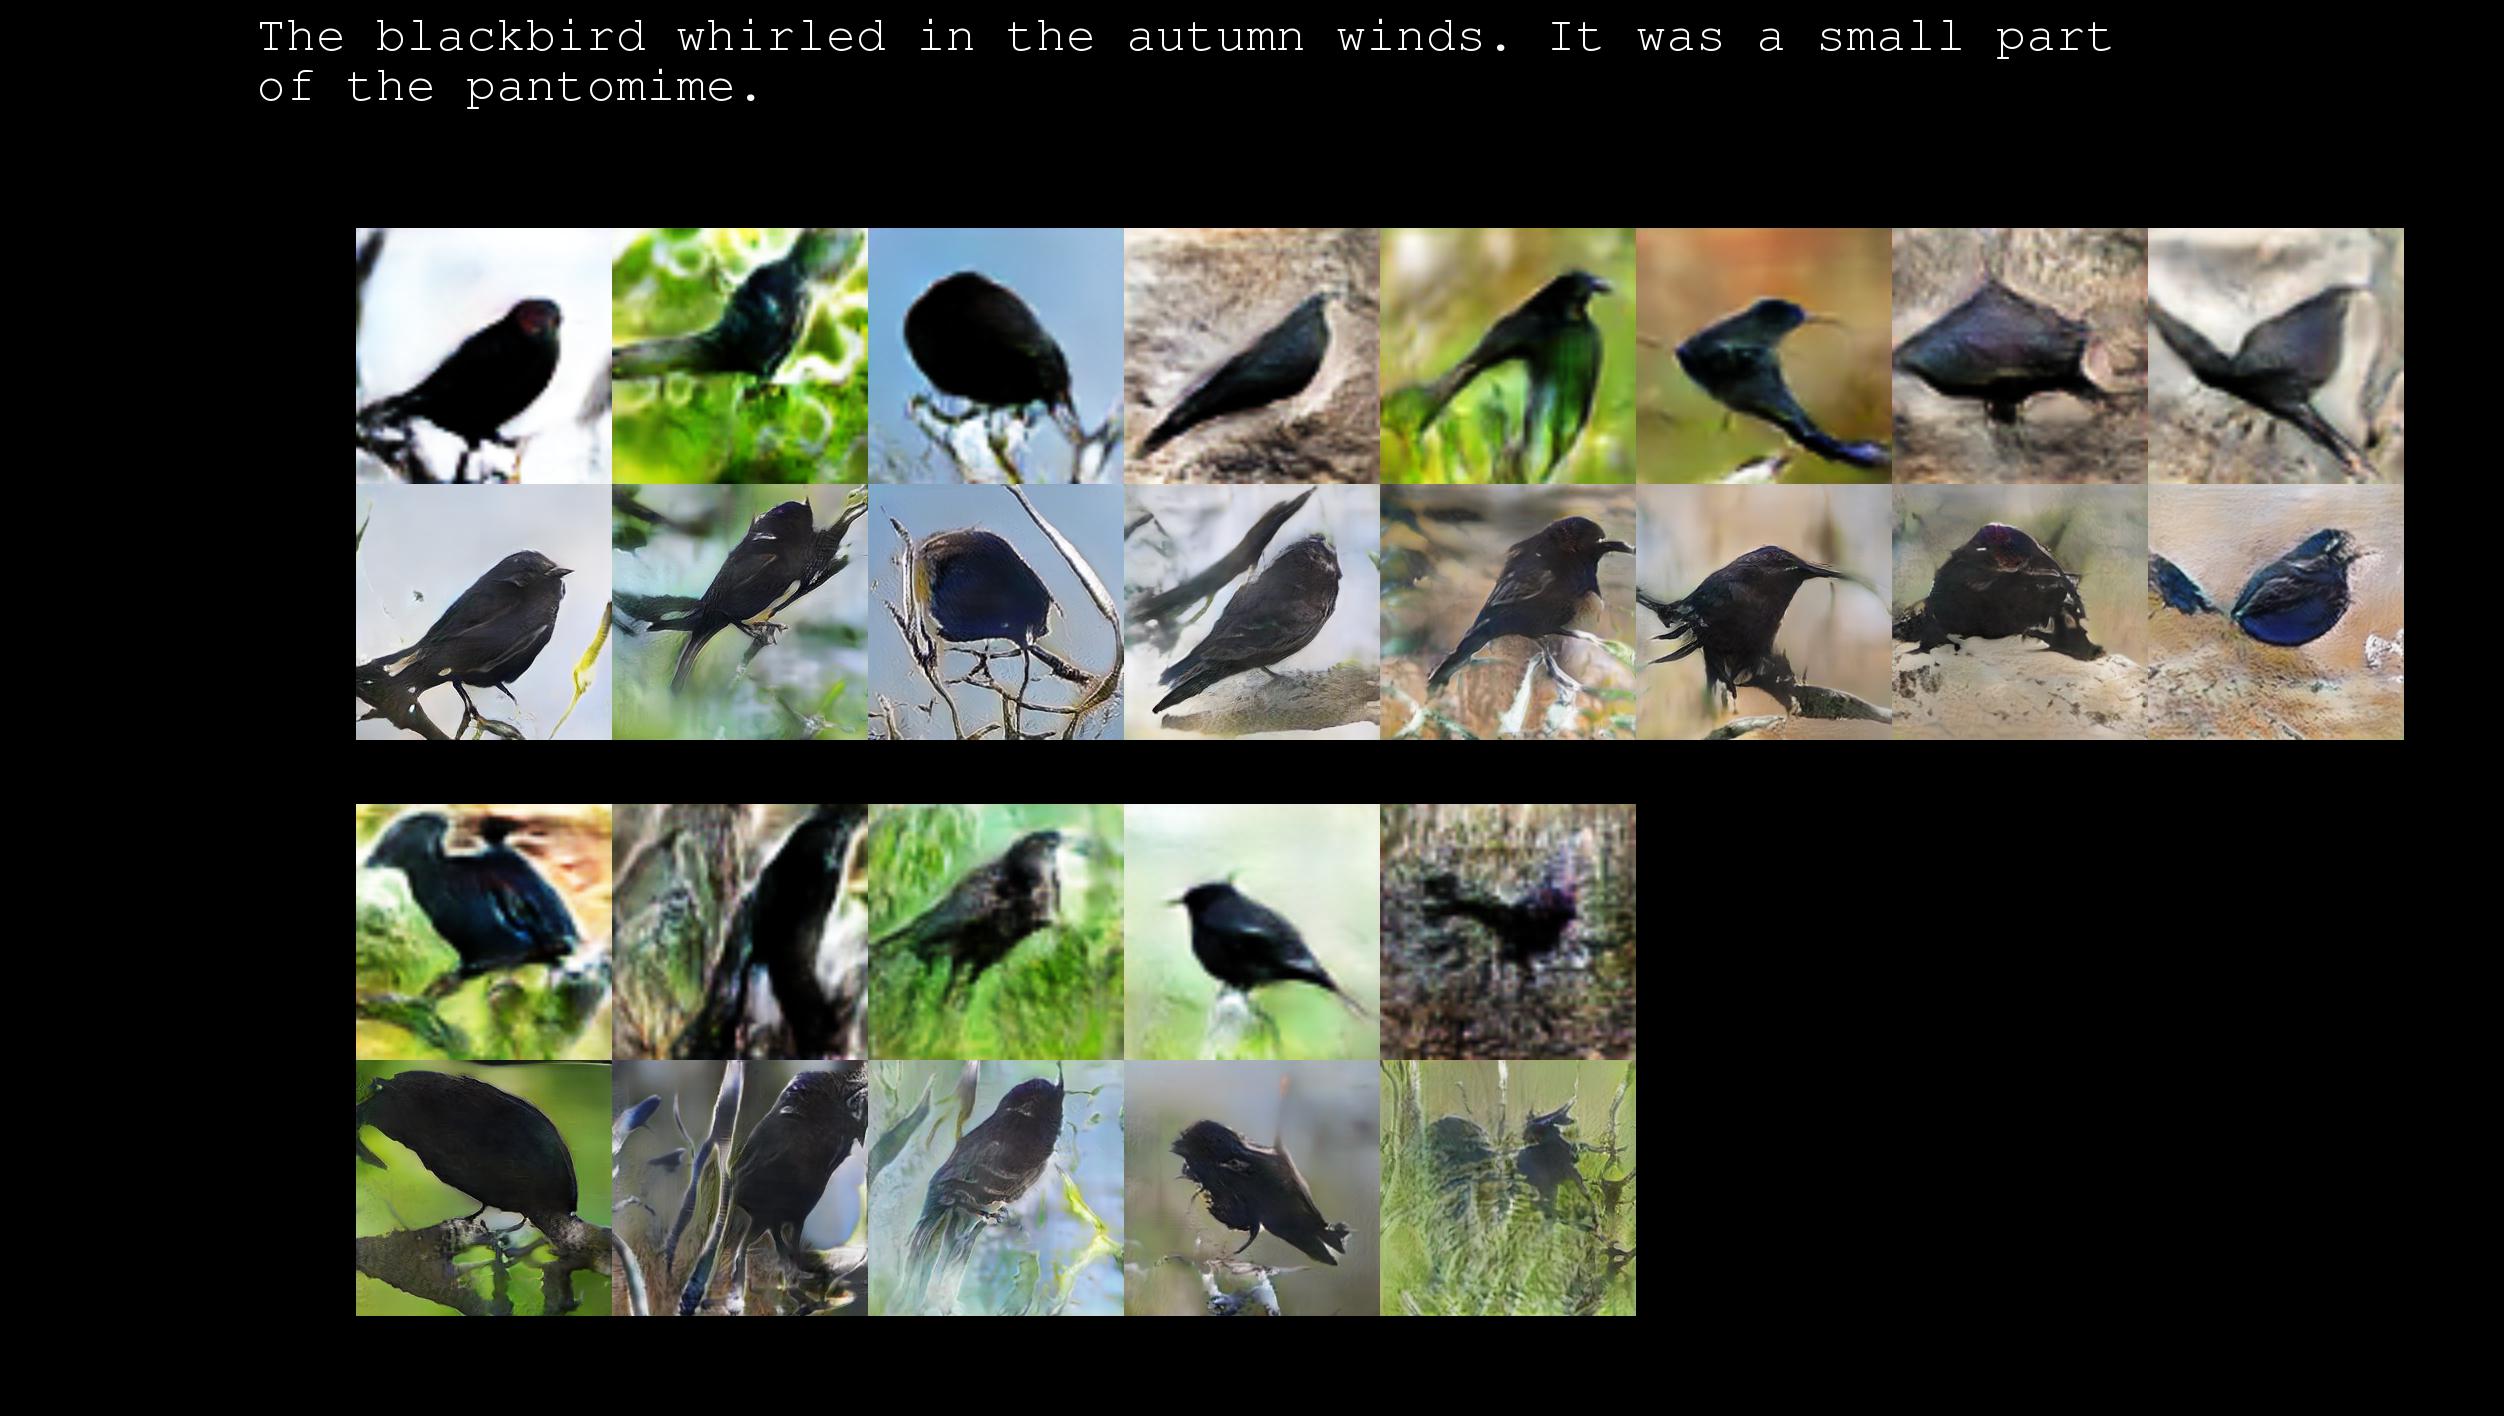 The blackbird whirled in the autumn winds. It was a small part
of the pantomime.